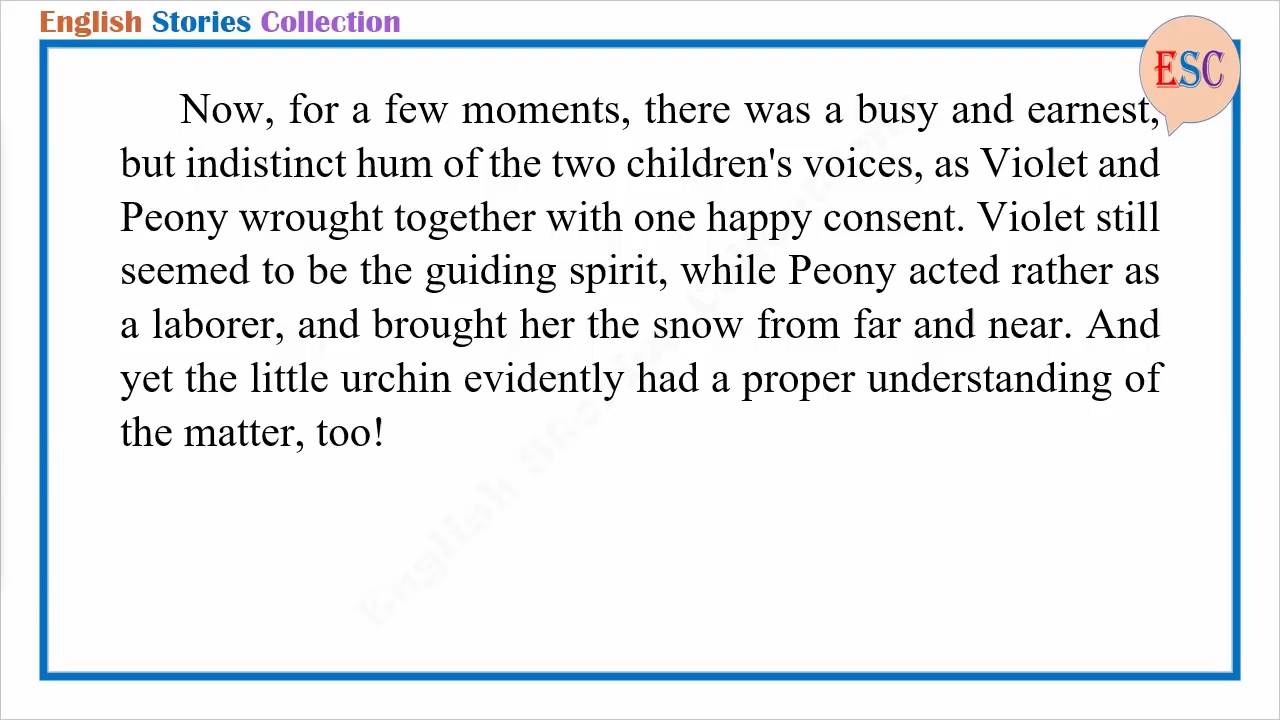 English Stories Collection
ESC
Now, for a few moments, there was a busy and earnest,
but indistinct hum of the two children's voices, as Violet and
Peony wrought together with one happy consent. Violet still
seemed to be the guiding spirit, while Peony acted rather as
a laborer, and brought her the snow from far and near. And
yet the little urchin evidently had a proper understanding of
the matter, too!
English